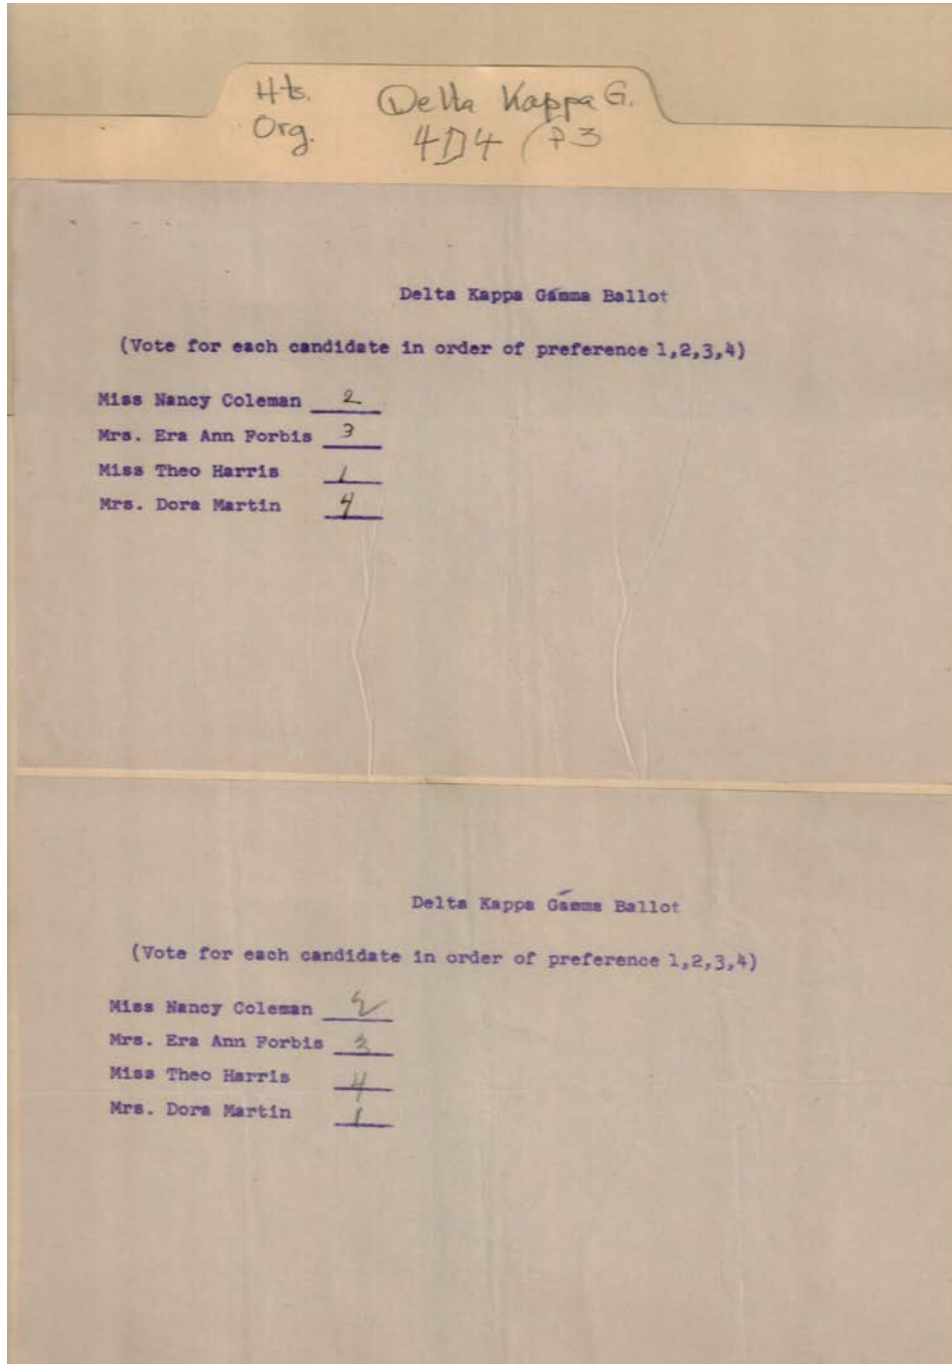 Hts. Delta Kappa G.
Org. 4D4 / P3
Delta Kappa Gamma Ballot
(Vote for each candidate in order of preference 1,2,3,4)
Miss Nancy Coleman 2
Mrs. Era Ann Forbis 3
Miss Theo Harris 1
Mrs. Dora Martin 4
Delta Kappa Gamma Ballot
(Vote for each candidate in order of preference 1,2,3,4)
Miss Nancy Coleman 2
Mrs. Era Ann Forbis 3
Miss Theo Harris 4
Mrs. Dora Martin 1